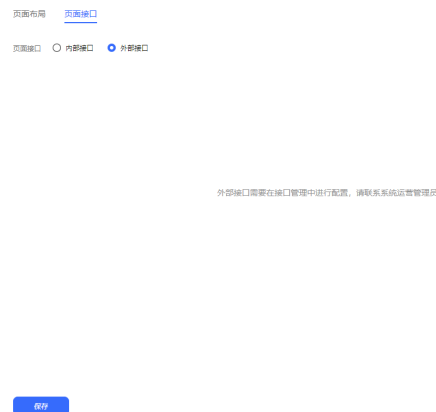 页面布局 页面接口
页面接口 内部接口 外部接口
外部接口需要在接口管理中进行配置，请联系系统运营管理员
保存